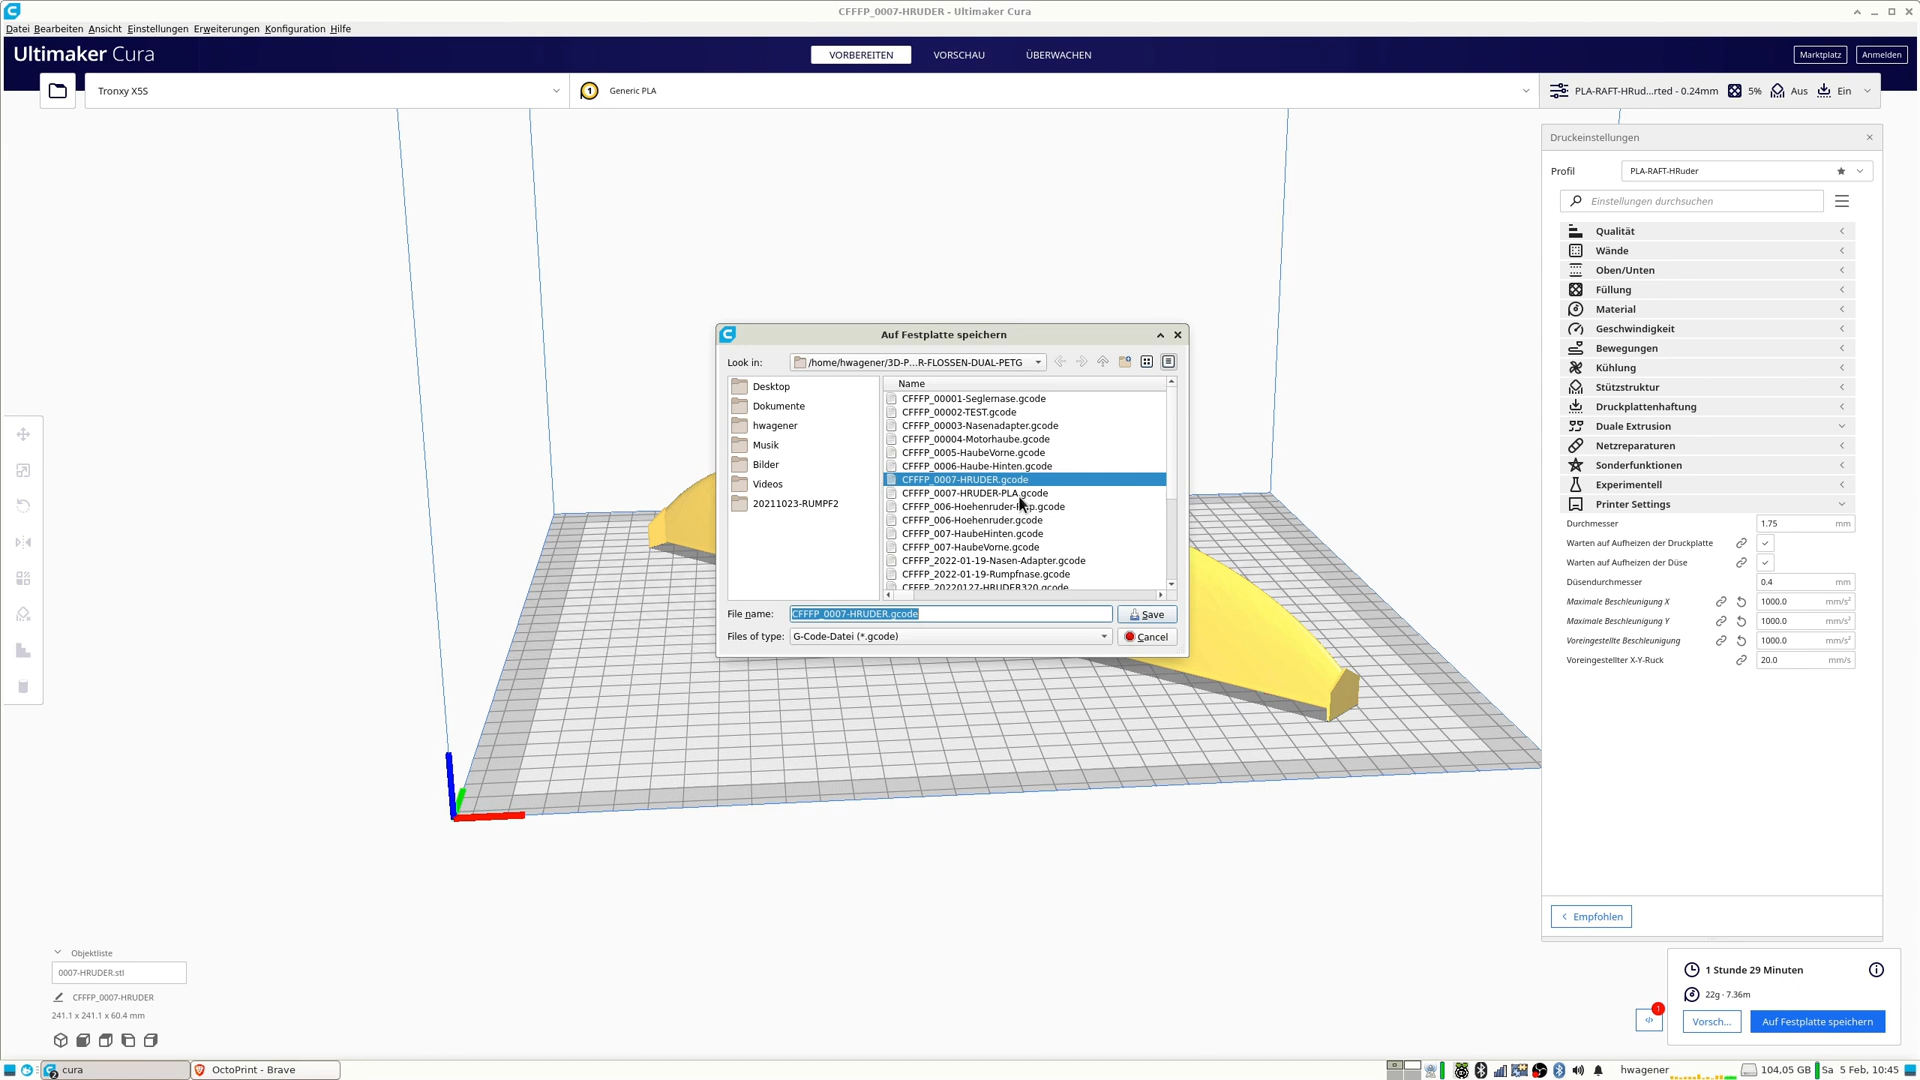 CFFFP_0007-HRUDER - Ultimaker Cura
Datei Bearbeiten Ansicht Einstellungen Erweiterungen Konfiguration Hilfe
Ultimaker Cura
VORBEREITEN VORSCHAU ÜBERWACHEN
Marktplatz Anmelden
Tronxy X5S
1 Generic PLA
PLA-RAFT-HRud...rted - 0.24mm 5% Aus Ein
Druckeinstellungen
Profil PLA-RAFT-HRuder
Einstellungen durchsuchen
Qualität
Wände
Oben/Unten
Füllung
Material
Geschwindigkeit
Bewegungen
Kühlung
Stützstruktur
Druckplattenhaftung
Duale Extrusion
Netzreparaturen
Sonderfunktionen
Experimentell
Printer Settings
Durchmesser 1.75 mm
Warten auf Aufheizen der Druckplatte
Warten auf Aufheizen der Düse
Düsendurchmesser 0.4 mm
Maximale Beschleunigung X 1000.0 mm/s²
Maximale Beschleunigung Y 1000.0 mm/s²
Voreingestellte Beschleunigung 1000.0 mm/s²
Voreingestellter X-Y-Ruck 20.0 mm/s
Empfohlen
Auf Festplatte speichern
Look in: /home/hwagener/3D-P...R-FLOSSEN-DUAL-PETG
Desktop
Dokumente
hwagener
Musik
Bilder
Videos
20211023-RUMPF2
Name
CFFFP_00001-Seglernase.gcode
CFFFP_00002-TEST.gcode
CFFFP_00003-Nasenadapter.gcode
CFFFP_00004-Motorhaube.gcode
CFFFP_0005-HaubeVorne.gcode
CFFFP_0006-Haube-Hinten.gcode
CFFFP_0007-HRUDER.gcode
CFFFP_0007-HRUDER-PLA.gcode
CFFFP_006-Hoehenruder.gcode
CFFFP_007-HaubeHinten.gcode
CFFFP_007-HaubeVorne.gcode
CFFFP_2022-01-19-Nasen-Adapter.gcode
CFFFP_2022-01-19-Rumpfnase.gcode
CFFFP_20220127-HRUDER320.gcode
File name: CFFFP_0007-HRUDER.gcode Save
Files of type: G-Code-Datei (*.gcode) Cancel
Objektliste
0007-HRUDER.stl
CFFFP_0007-HRUDER
241.1 x 241.1 x 60.4 mm
1 Stunde 29 Minuten
22g · 7.36m
1
Vorsch... Auf Festplatte speichern
2 cura OctoPrint - Brave hwagener 104,05 GB Sa 5 Feb, 10:45